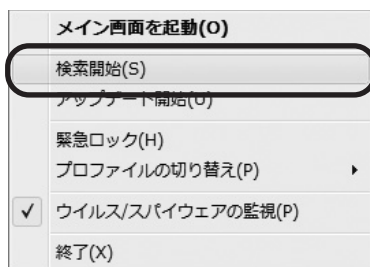 メイン画面を起動(O)
検索開始(S)
アップデート開始(U)
緊急ロック(H)
プロファイルの切り替え(P)
ウイルス/スパイウェアの監視(P)
終了(X)